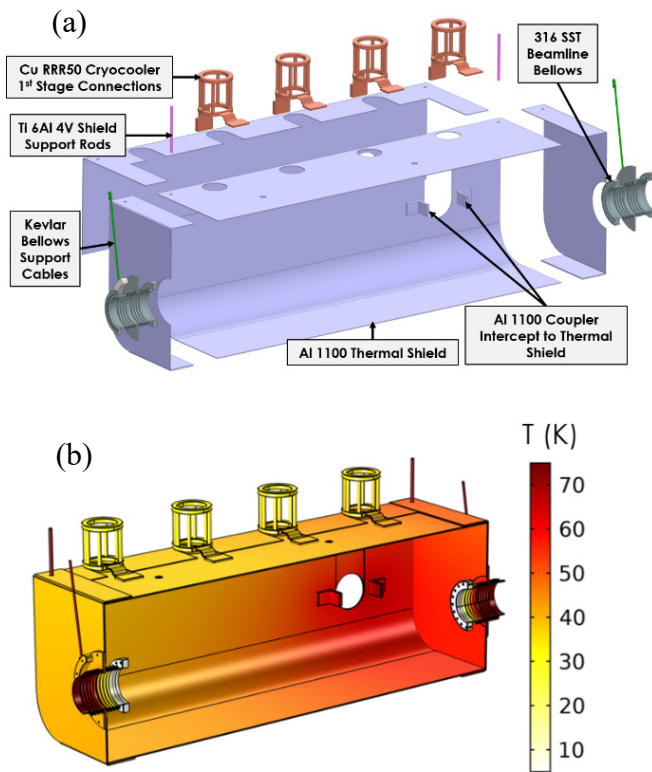 (a)
316 SST
Beamline
Bellows
Cu RRR50 Cryocooler
1st Stage Connections
Ti 6Al 4V Shield
Support Rods
Kevlar
Bellows
Support
Cables
Al 1100 Thermal Shield
Al 1100 Coupler
Intercept to Thermal
Shield
(b)
T (K)
70
60
50
40
30
20
10